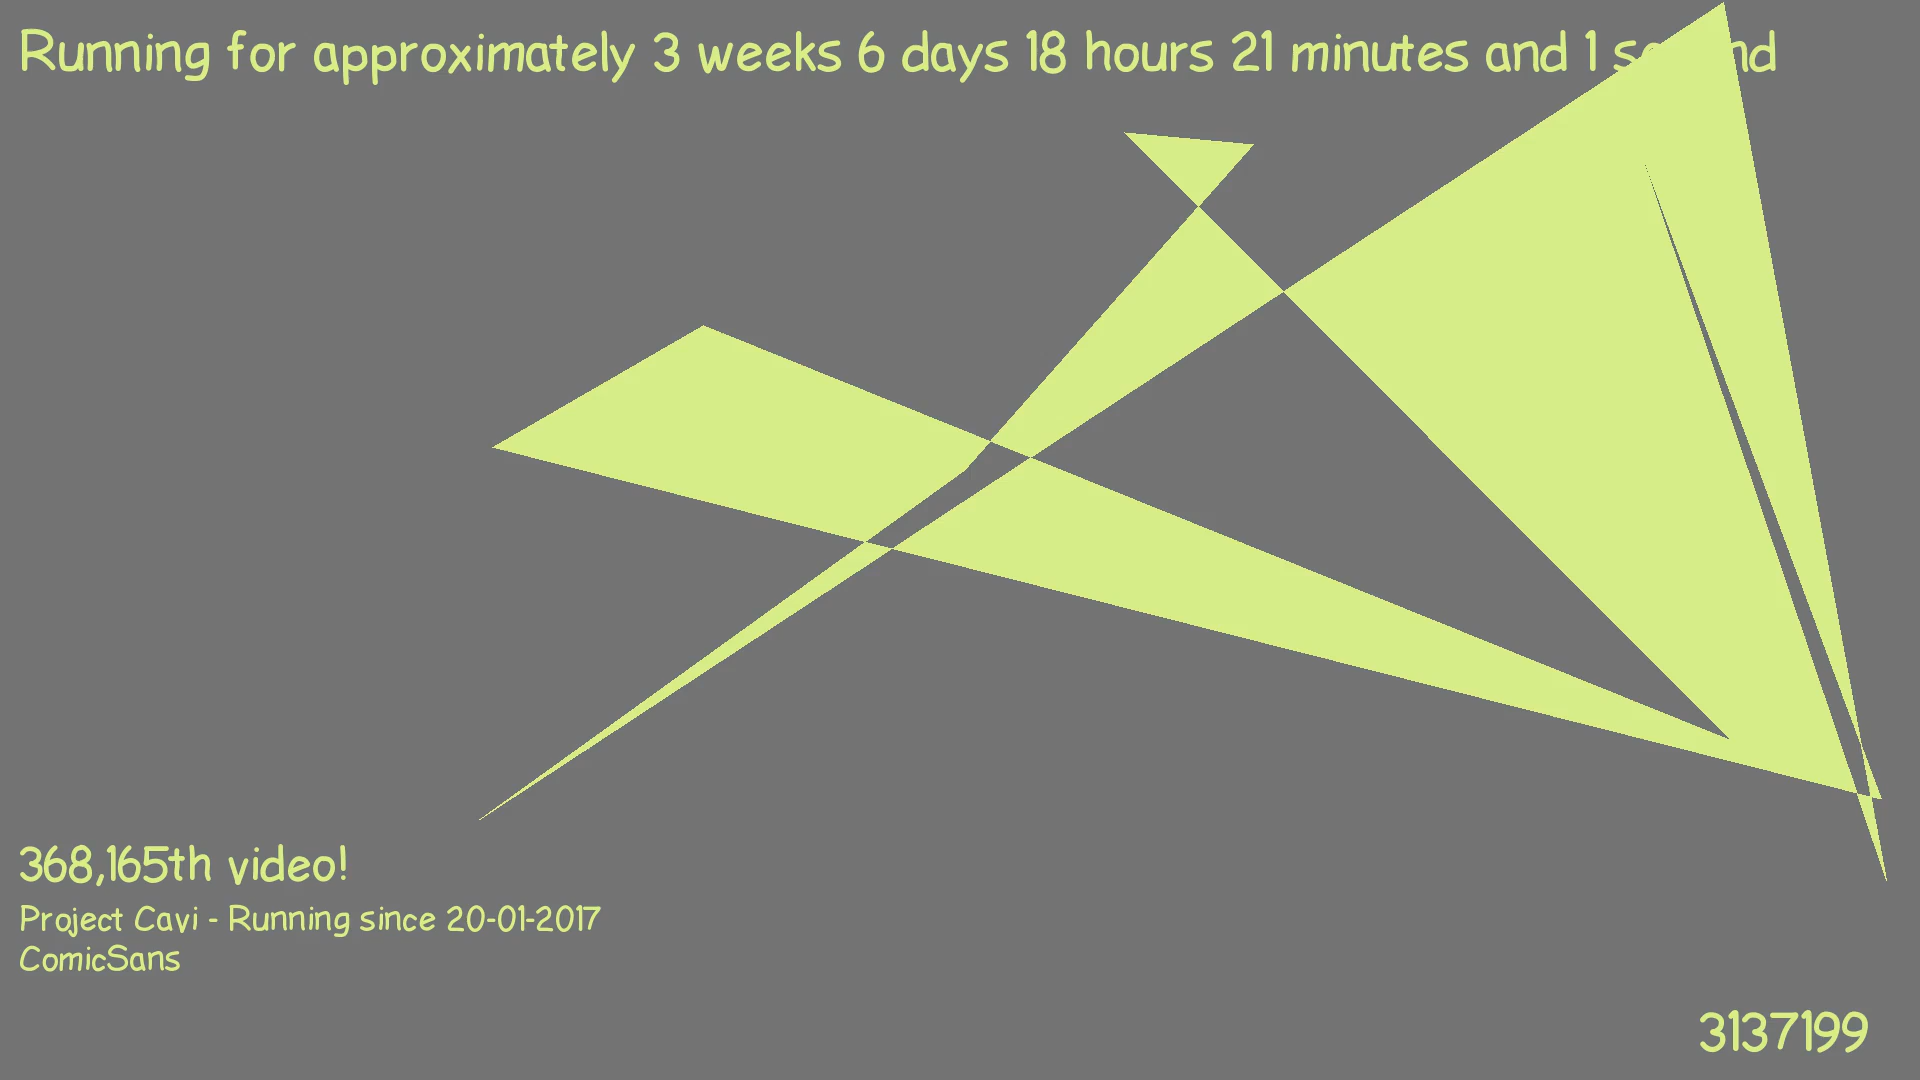 Running for approximately 3 weeks 6 days 18 hours 21 minutes and 1
368,165th video!
Project Cavi - Running since 20-01-2017
ComicSans
3137199